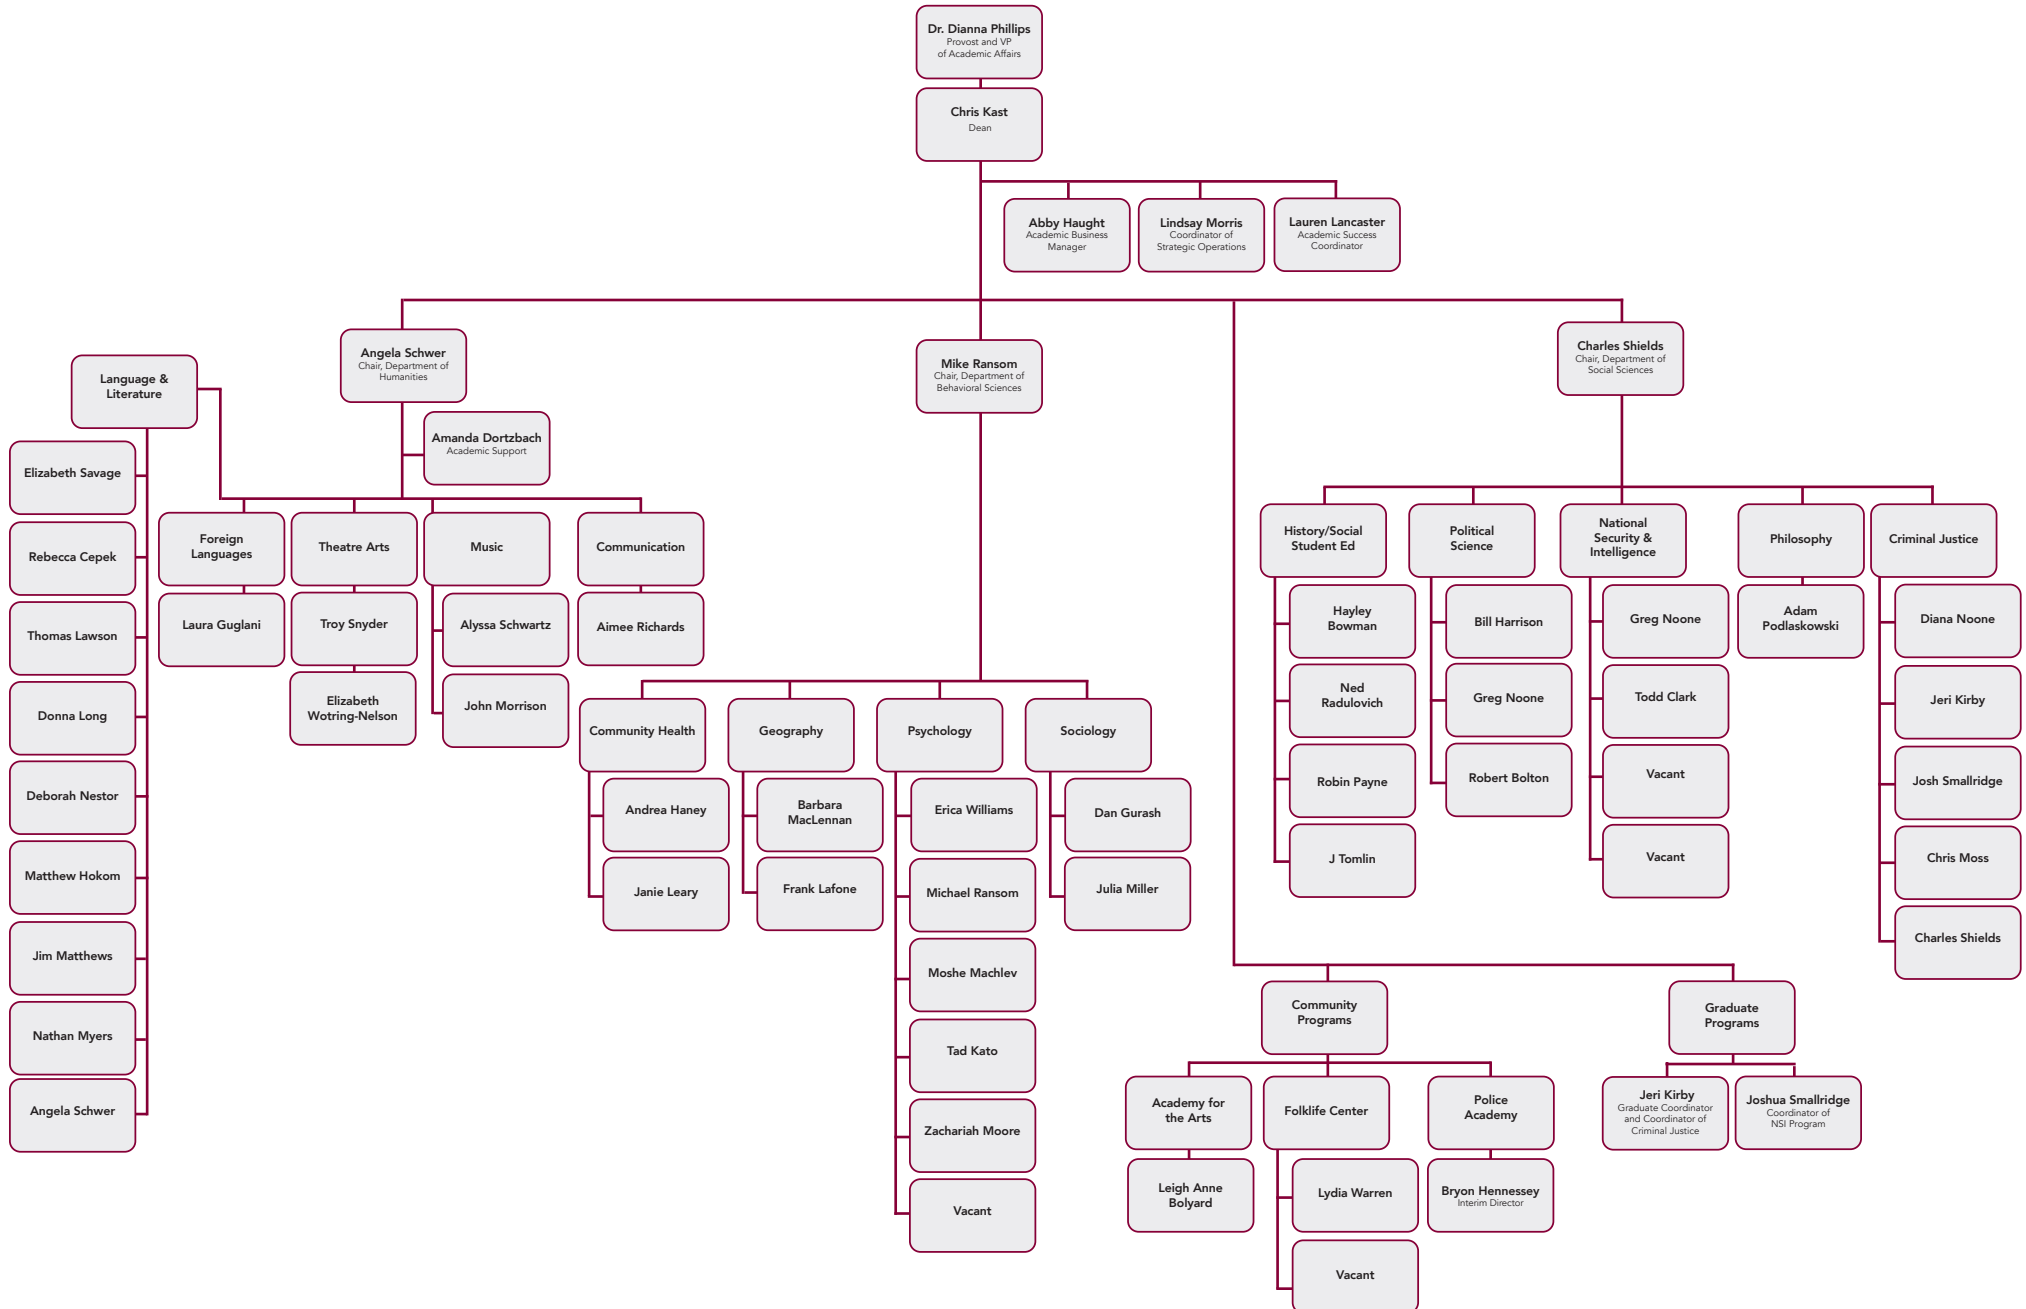 Dr. Dianna Phillips
Provost and VP
of Academic Affairs
Chris Kast
Dean
Abby Haught
Academic Business
Manager
Lindsay Morris
Coordinator of
Strategic Operations
Lauren Lancaster
Academic Success
Coordinator
Angela Schwer
Chair, Department of
Humanities
Mike Ransom
Chair, Department of
Behavioral Sciences
Charles Shields
Chair, Department of
Social Sciences
Language &
Literature
Amanda Dortzbach
Academic Support
Elizabeth Savage
Rebecca Cepek
Thomas Lawson
Donna Long
Deborah Nestor
Matthew Hokom
Jim Matthews
Nathan Myers
Angela Schwer
Foreign
Languages
Laura Guglani
Theatre Arts
Troy Snyder
Elizabeth
Wotring-Nelson
Music
Alyssa Schwartz
John Morrison
Communication
Aimee Richards
Community Health
Andrea Haney
Janie Leary
Geography
Barbara
MacLennan
Frank Lafone
Psychology
Erica Williams
Michael Ransom
Moshe Machlev
Tad Kato
Zachariah Moore
Vacant
Sociology
Dan Gurash
Julia Miller
History/Social
Student Ed
Hayley
Bowman
Ned
Radulovich
Robin Payne
J Tomlin
Political
Science
Bill Harrison
Greg Noone
Robert Bolton
National
Security &
Intelligence
Greg Noone
Todd Clark
Vacant
Vacant
Philosophy
Adam
Podlaskowski
Criminal Justice
Diana Noone
Jeri Kirby
Josh Smallridge
Chris Moss
Charles Shields
Community
Programs
Academy for
the Arts
Leigh Anne
Bolyard
Folklife Center
Lydia Warren
Vacant
Police
Academy
Bryon Hennessey
Interim Director
Graduate
Programs
Jeri Kirby
Graduate Coordinator
and Coordinator of
Criminal Justice
Joshua Smallridge
Coordinator of
NSI Program